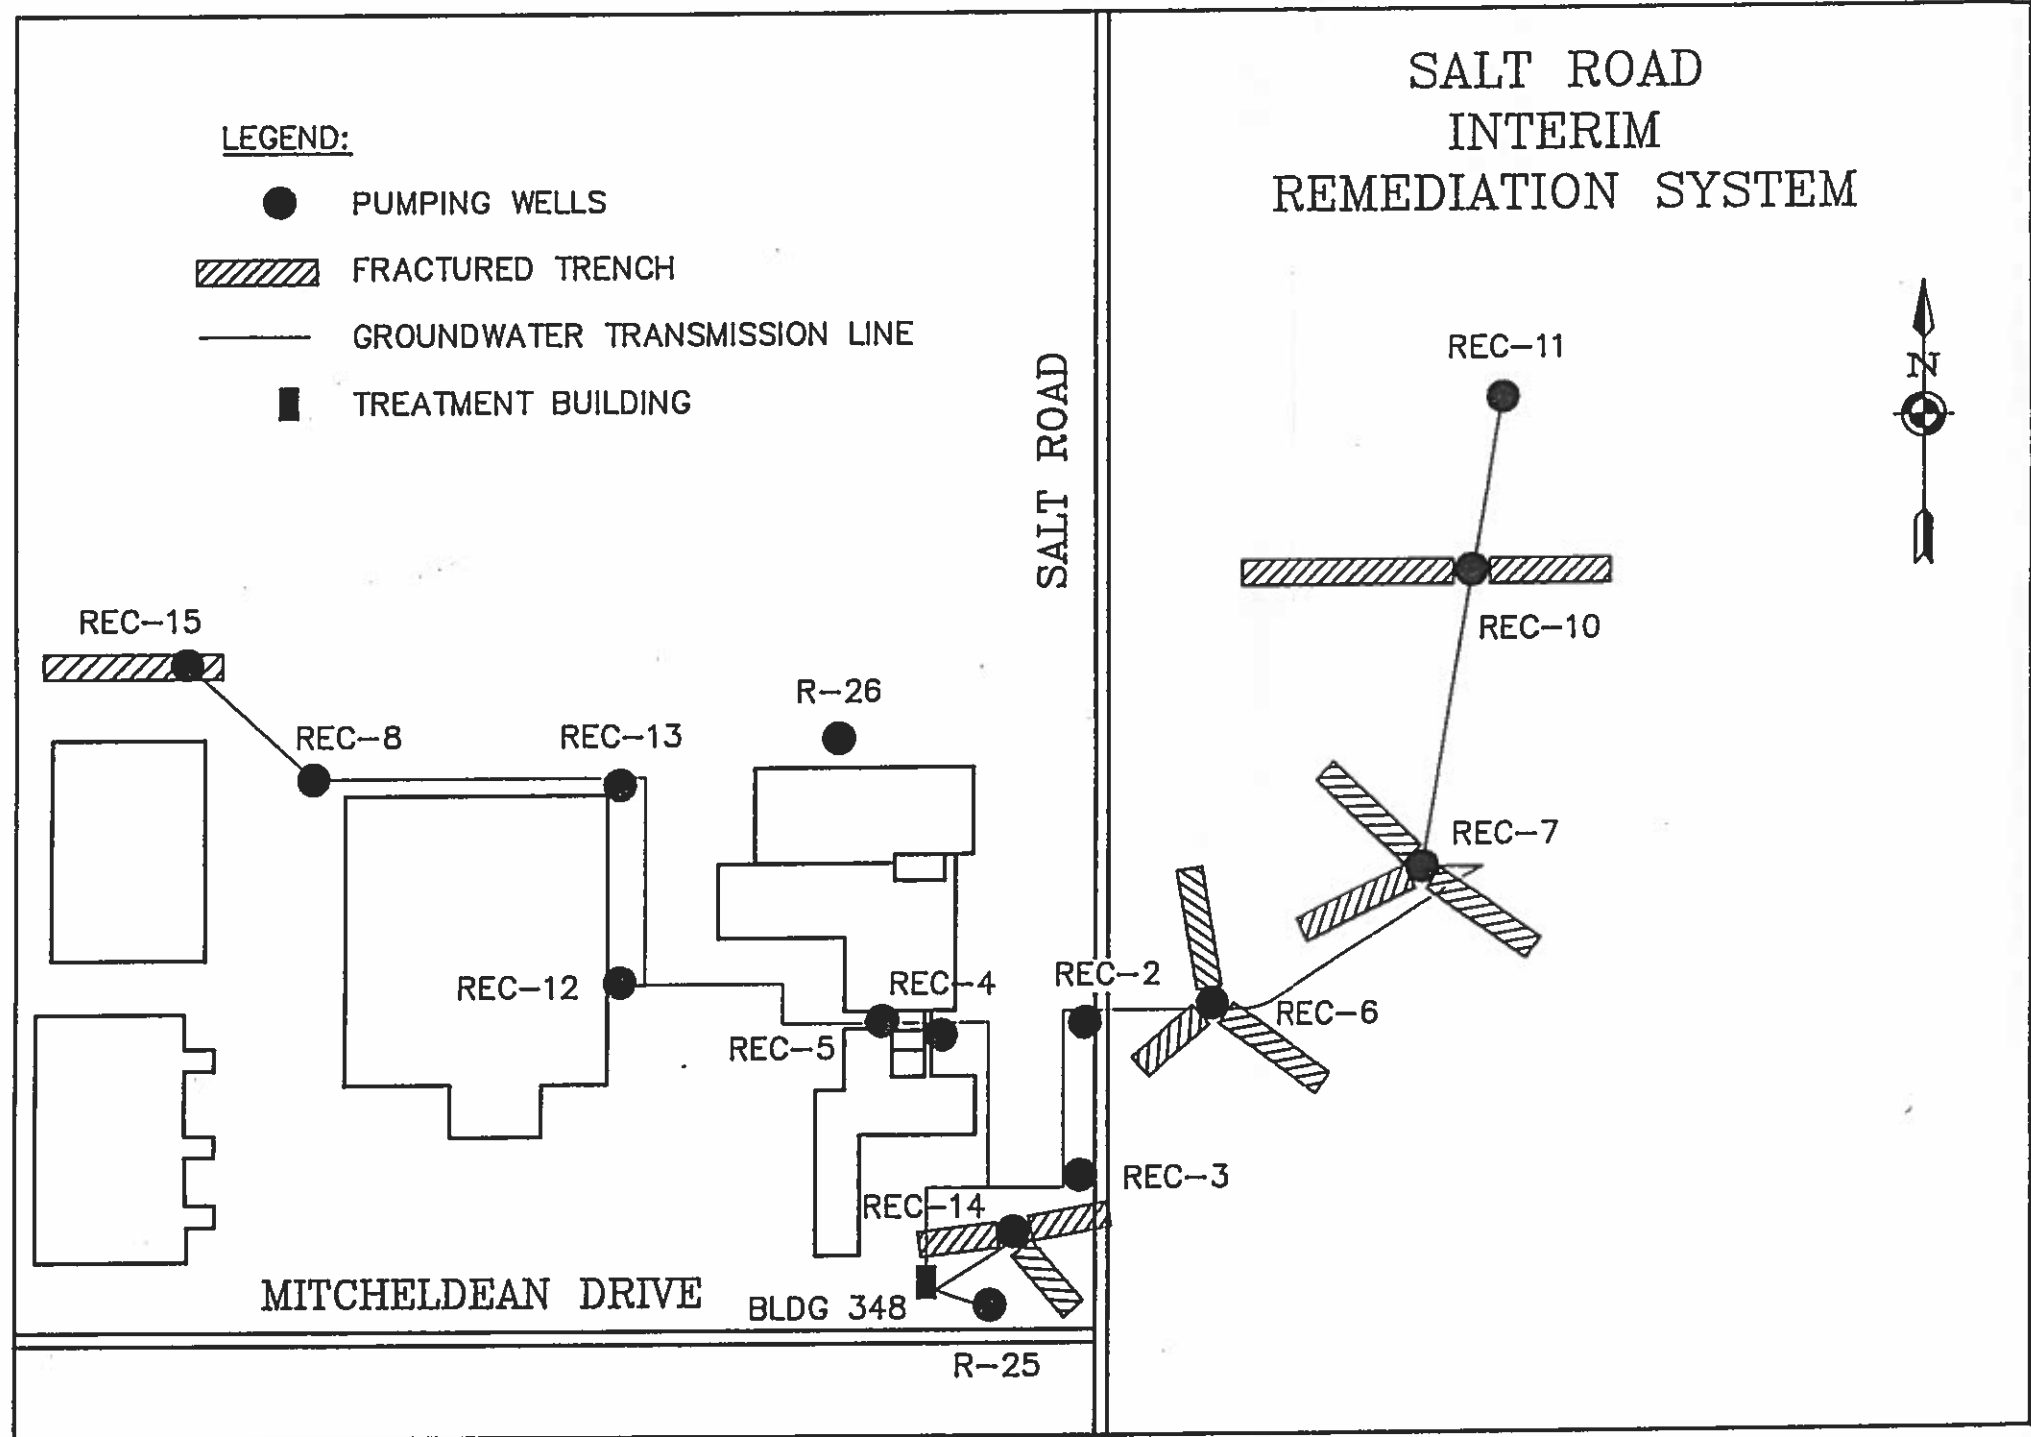 SALT ROAD
INTERIM
REMEDIATION SYSTEM
LEGEND:
PUMPING WELLS
FRACTURED TRENCH
GROUNDWATER TRANSMISSION LINE
TREATMENT BUILDING
SALT ROAD
N
REC-11
REC-10
REC-15
R-26
REC-8
REC-13
REC-7
REC-12
REC-4
REC-2
REC-6
REC-5
REC-3
REC-14
MITCHELDEAN DRIVE
BLDG 348
R-25